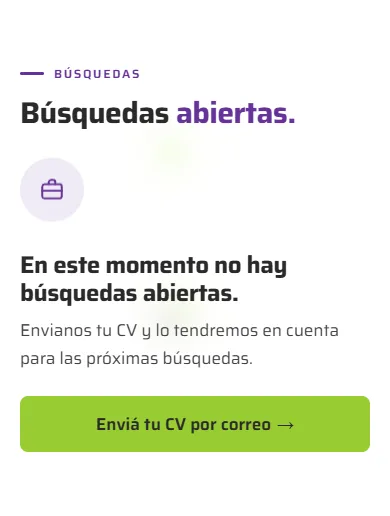 BÚSQUEDAS
Búsquedas abiertas.
En este momento no hay
búsquedas abiertas.
Envianos tu CV y lo tendremos en cuenta
para las próximas búsquedas.
Enviá tu CV por correo →